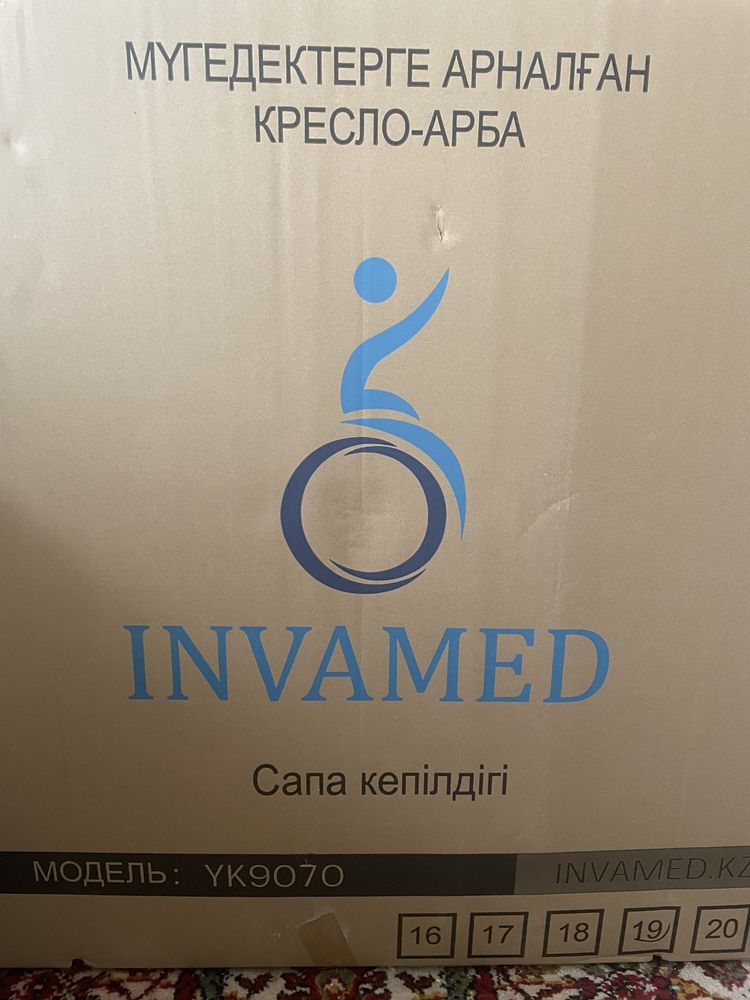 МҮГЕДЕКТЕРГЕ АРНАЛҒАН
КРЕСЛО-АРБА
INVAMED
Сапа кепілдігі
МОДЕЛЬ: YK9070 INVAMED.KZ
16 17 18 19 20